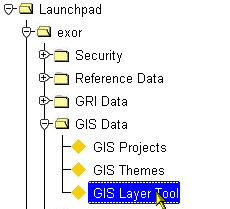 Launchpad
exor
Security
Reference Data
GRI Data
GIS Data
GIS Projects
GIS Themes
GIS Layer Tool